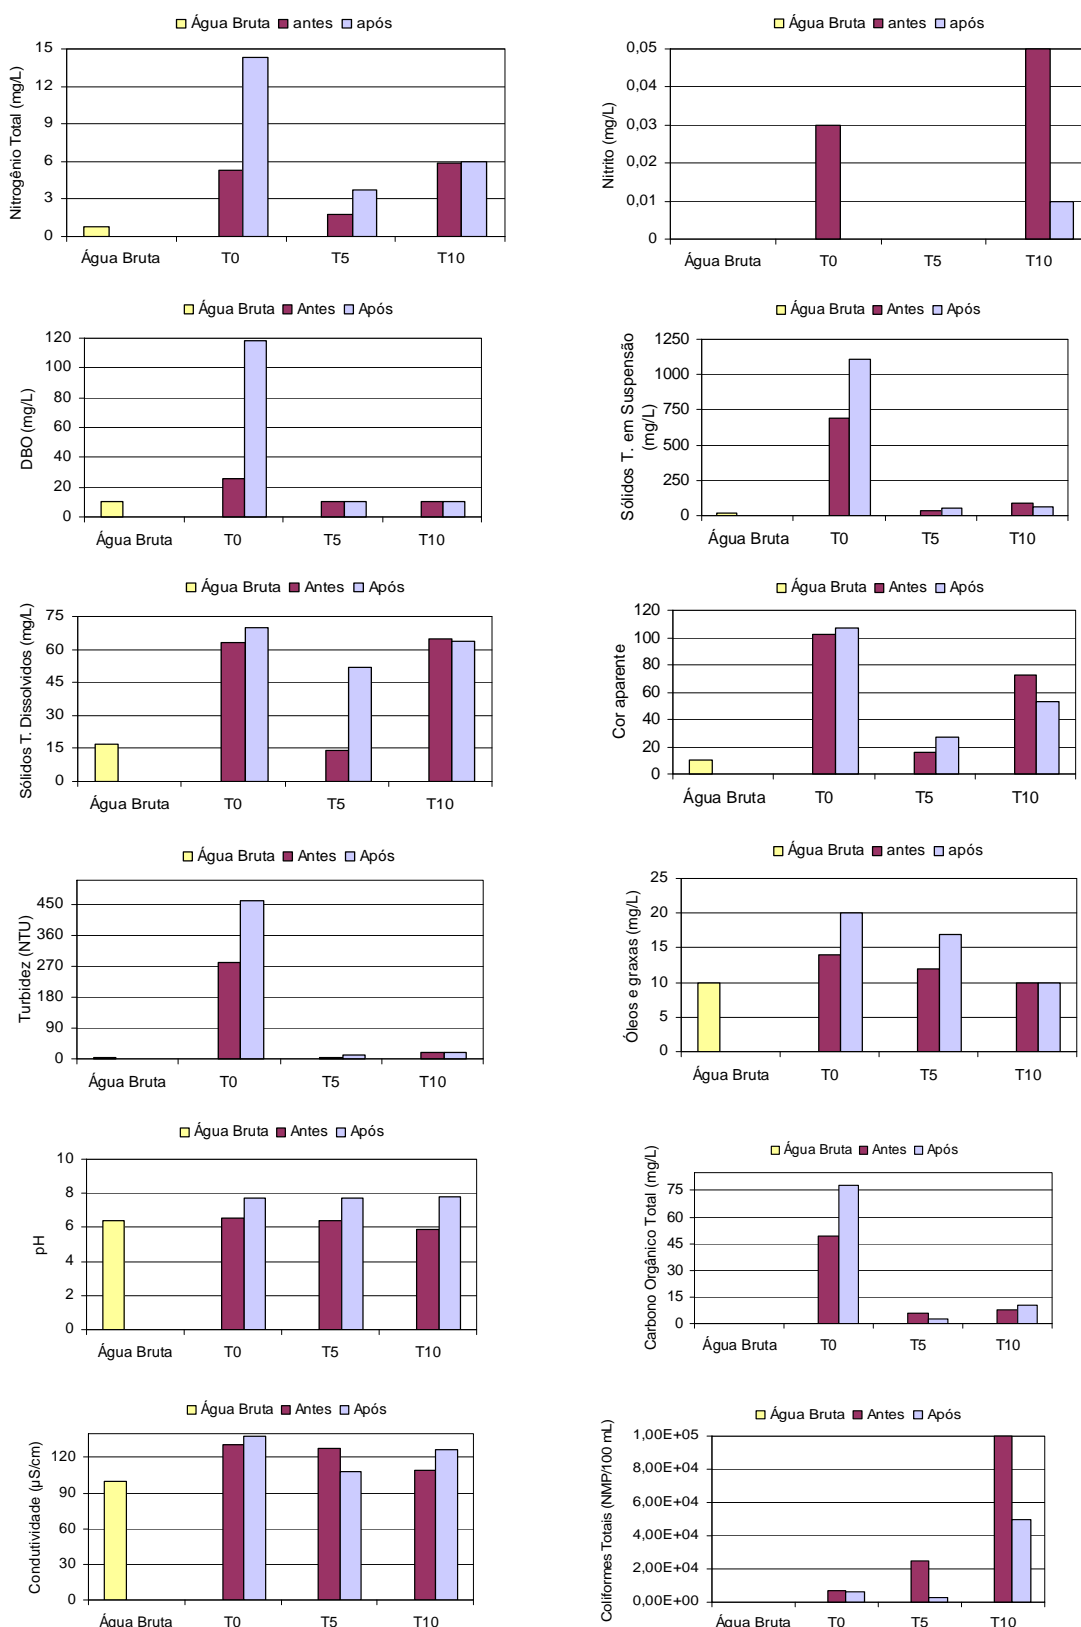 Água Bruta antes após
Nitrogênio Total (mg/L)
15
12
9
6
3
0
Água Bruta T0 T5 T10
Água Bruta antes após
Nitrito (mg/L)
0,05
0,04
0,03
0,02
0,01
0
Água Bruta T0 T5 T10
Água Bruta Antes Após
DBO (mg/L)
120
100
80
60
40
20
0
Água Bruta T0 T5 T10
Água Bruta Antes Após
Sólidos T. em Suspensão
(mg/L)
1250
1000
750
500
250
0
Água Bruta T0 T5 T10
Água Bruta Antes Após
Sólidos T. Dissolvidos (mg/L)
75
60
45
30
15
0
Água Bruta T0 T5 T10
Água Bruta Antes Após
Cor aparente
120
100
80
60
40
20
0
Água Bruta T0 T5 T10
Água Bruta Antes Após
Turbidez (NTU)
450
360
270
180
90
0
Água Bruta T0 T5 T10
Água Bruta antes após
Óleos e graxas (mg/L)
25
20
15
10
5
0
Água Bruta T0 T5 T10
Água Bruta Antes Após
pH
10
8
6
4
2
0
Água Bruta T0 T5 T10
Água Bruta Antes Após
Carbono Orgânico Total (mg/L)
75
60
45
30
15
0
Água Bruta T0 T5 T10
Água Bruta Antes Após
Condutividade (µS/cm)
120
90
60
30
0
Água Bruta T0 T5 T10
Água Bruta Antes Após
Coliformes Totais (NMP/100 mL)
1,00E+05
8,00E+04
6,00E+04
4,00E+04
2,00E+04
0,00E+00
Água Bruta T0 T5 T10